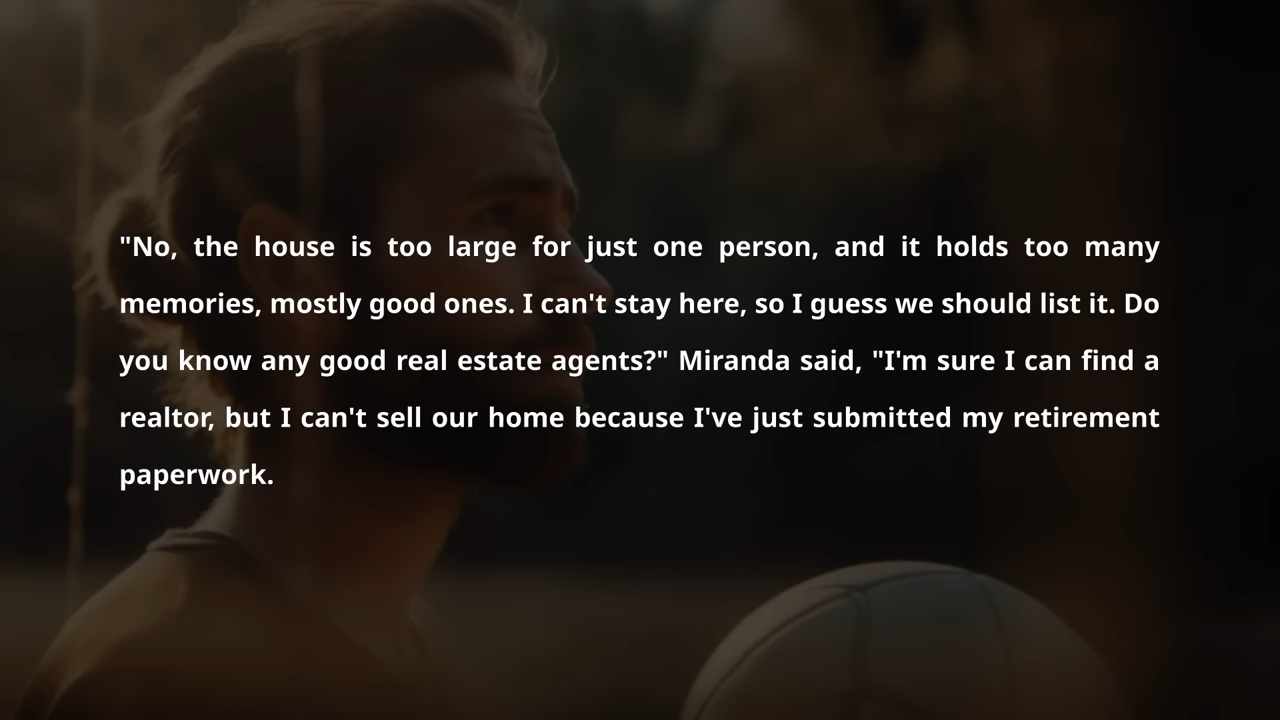 "No, the house is too large for just one person, and it holds too many
memories, mostly good ones. I can't stay here, so I guess we should list it. Do
you know any good real estate agents?" Miranda said, "I'm sure I can find a
realtor, but I can't sell our home because I've just submitted my retirement
paperwork.